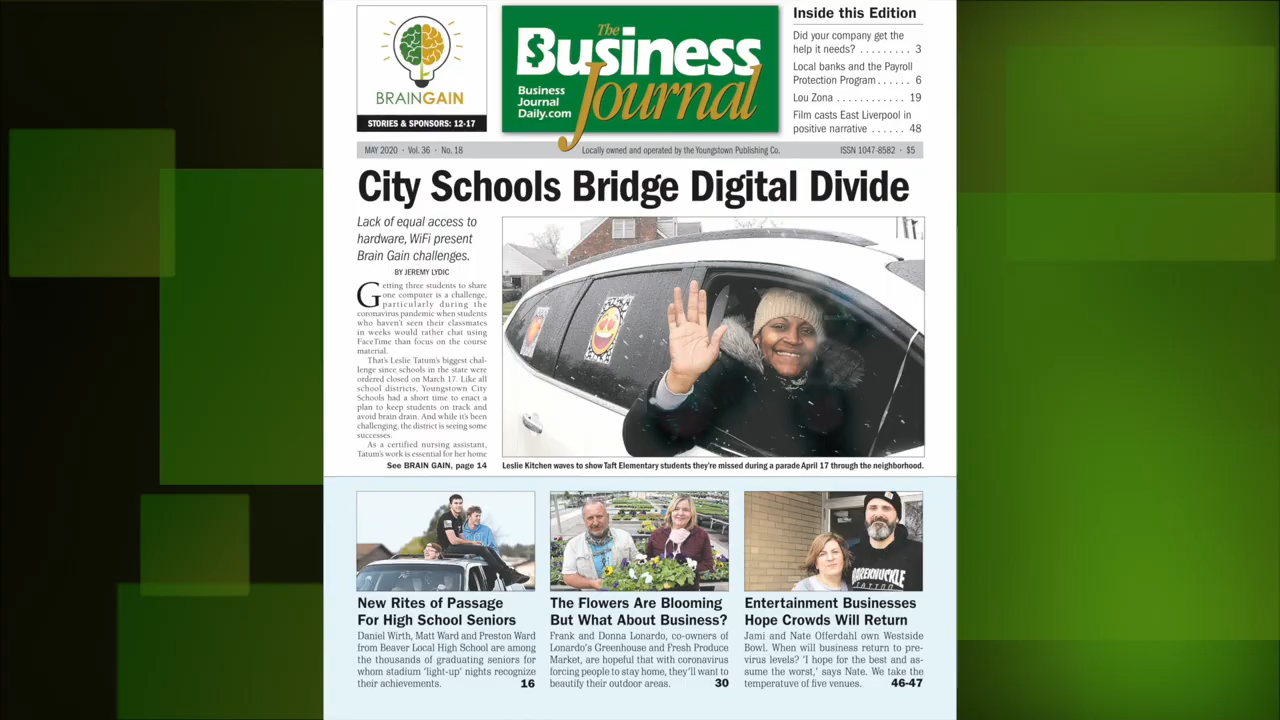 BRAINGAIN
STORIES & SPONSORS: 12-17
The
Business
Journal
Business
Journal
Daily.com
Inside this Edition
Did your company get the
help it needs? . . . . . . . . . 3
Local banks and the Payroll
Protection Program . . . . . . 6
Lou Zona . . . . . . . . . . . . 19
Film casts East Liverpool in
positive narrative . . . . . . 48
MAY 2020 · Vol. 36 · No. 18
Locally owned and operated by the Youngstown Publishing Co.
ISSN 1047-8582 · $5
City Schools Bridge Digital Divide
Lack of equal access to
hardware, WiFi present
Brain Gain challenges.
BY JEREMY LYDIC
Getting three students to share
one computer is a challenge,
particularly during the
coronavirus pandemic when students
who haven't seen their classmates
in weeks would rather chat using
FaceTime than focus on the course
material.
That's Leslie Tatum's biggest chal-
lenge since schools in the state were
ordered closed on March 17. Like all
school districts, Youngstown City
Schools had a short time to enact a
plan to keep students on track and
avoid brain drain. And while it's been
challenging, the district is seeing some
successes.
As a certified nursing assistant,
Tatum's work is essential for her home
See BRAIN GAIN, page 14
Leslie Kitchen waves to show Taft Elementary students they're missed during a parade April 17 through the neighborhood.
BAREKNUCKLE
TATTOO
New Rites of Passage
For High School Seniors
Daniel Wirth, Matt Ward and Preston Ward
from Beaver Local High School are among
the thousands of graduating seniors for
whom stadium 'light-up' nights recognize
their achievements. 16
The Flowers Are Blooming
But What About Business?
Frank and Donna Lonardo, co-owners of
Lonardo's Greenhouse and Fresh Produce
Market, are hopeful that with coronavirus
forcing people to stay home, they'll want to
beautify their outdoor areas. 30
Entertainment Businesses
Hope Crowds Will Return
Jami and Nate Offerdahl own Westside
Bowl. When will business return to pre-
virus levels? 'I hope for the best and as-
sume the worst,' says Nate. We take the
temperature of five venues. 46-47